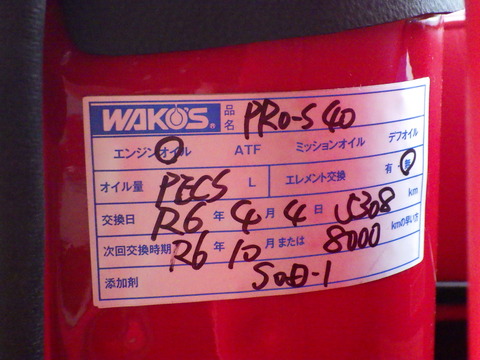 WAKO'S® 品名 PRO-S 40
エンジンオイル ATF ミッションオイル デフオイル
オイル量 PECS L エレメント交換 有・無
交換日 R6 年 4 月 4 日 5308 km
次回交換時期 R6 年 10 月または 8000 kmの早い方
添加剤